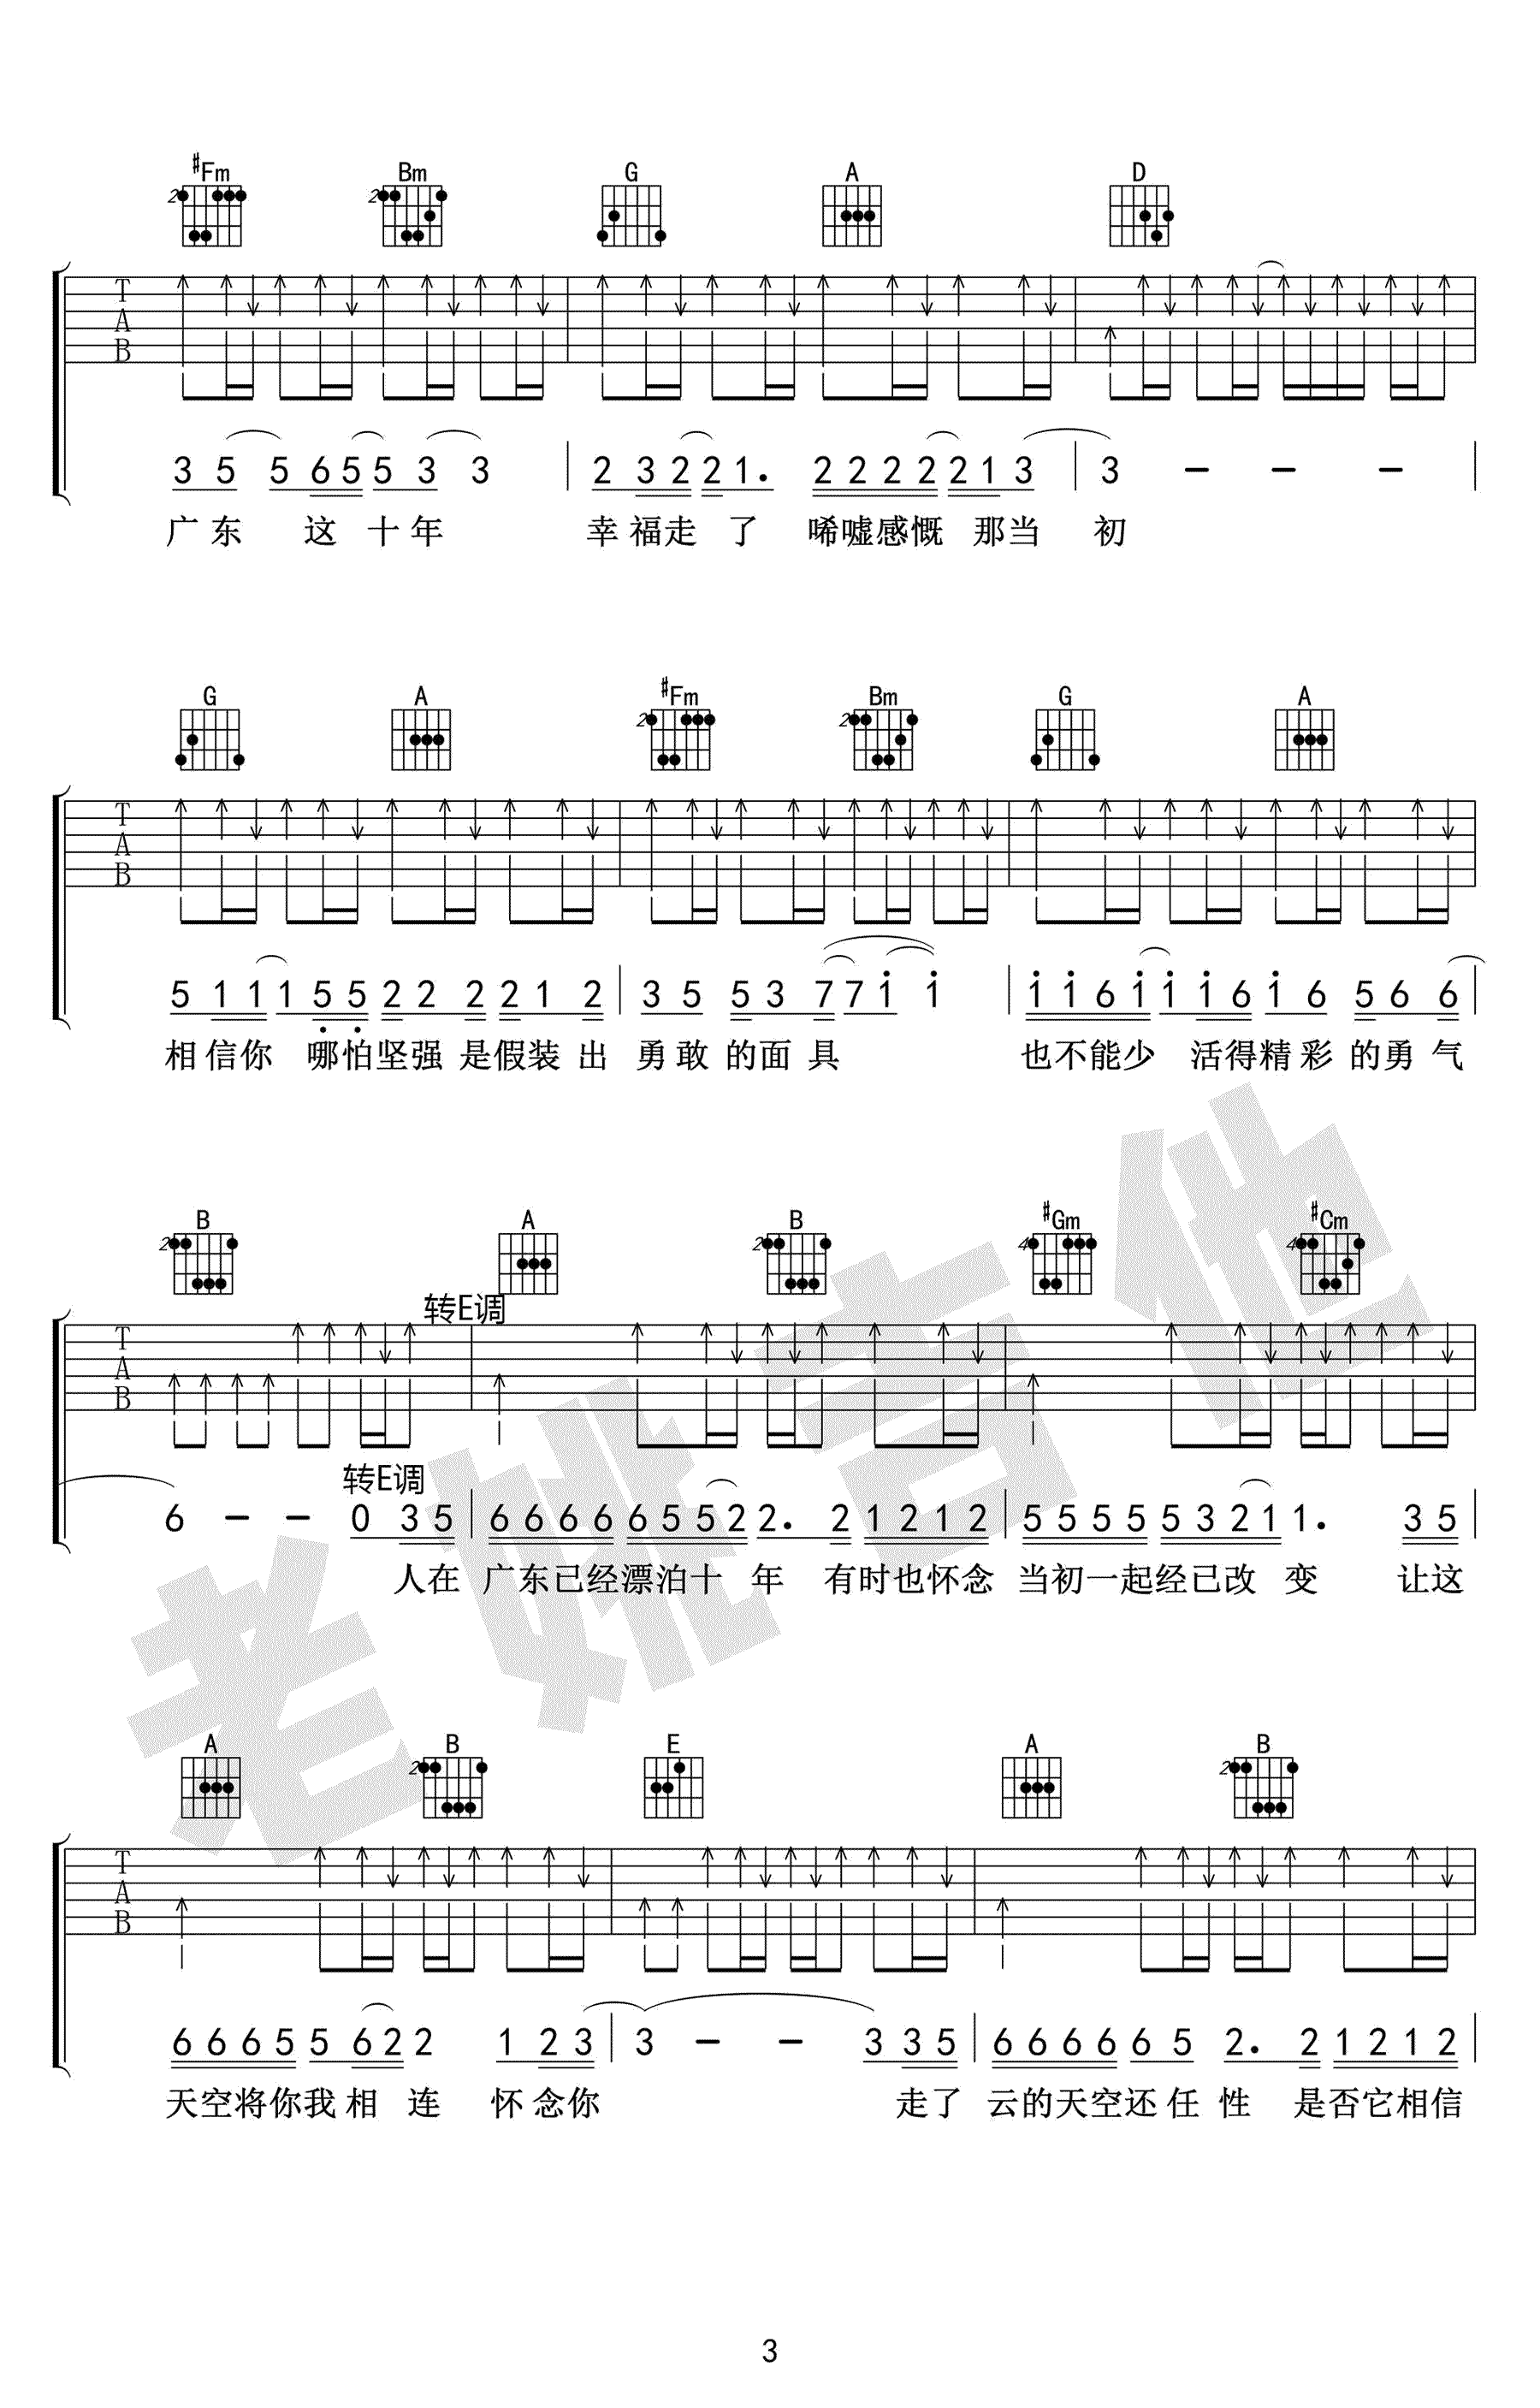 #Fm Bm G A D
2 2
T
A
B
3 5 5 6 5 5 3 3 | 2 3 2 2 1. 2 2 2 2 2 1 3 | 3 - - -
广东 这十年 幸福走 了 唏嘘感慨 那当 初
G A #Fm Bm G A
2 2
T
A
B
5 1 1 1 5 5 2 2 2 2 1 2 | 3 5 5 3 7 7 i i | i i 6 i i i 6 i 6 5 6 6 |
相信你 哪怕坚强 是假装 出 勇敢 的面具 也不能少 活得精彩 的勇 气
B A B #Gm #Cm
2 2 4 4
转E调
T
A
B
转E调
6 - - 0 3 5 | 6 6 6 6 6 5 5 2 2. 2 1 2 1 2 | 5 5 5 5 5 3 2 1 1. 3 5 |
人在 广东已经漂泊十 年 有时也怀念 当初一起经已改 变 让这
A B E A B
2 2
T
A
B
6 6 6 5 5 6 2 2 1 2 3 | 3 - - 3 3 5 | 6 6 6 6 6 5 2. 2 1 2 1 2 |
天空将你我相 连 怀念你 走了 云的天空还任 性 是否它相信
老姚吉他
3